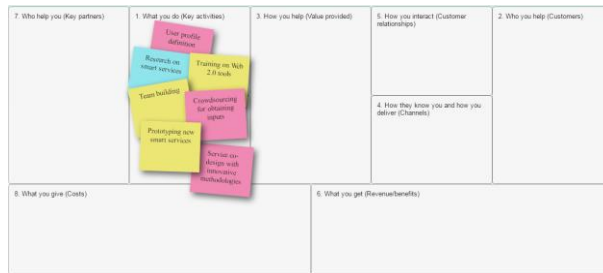 7. Who help you (Key partners)
1. What you do (Key activities)
3. How you help (Value provided)
5. How you interact (Customer
relationships)
2. Who you help (Customers)
User profile
definition
Research on
smart services
Training on Web
2.0 tools
Team building
Crowdsourcing
for obtaining
inputs
4. How they know you and how you
deliver (Channels)
Prototyping new
smart services
Service co-
design with
innovative
methodologies
8. What you give (Costs)
6. What you get (Revenue/benefits)